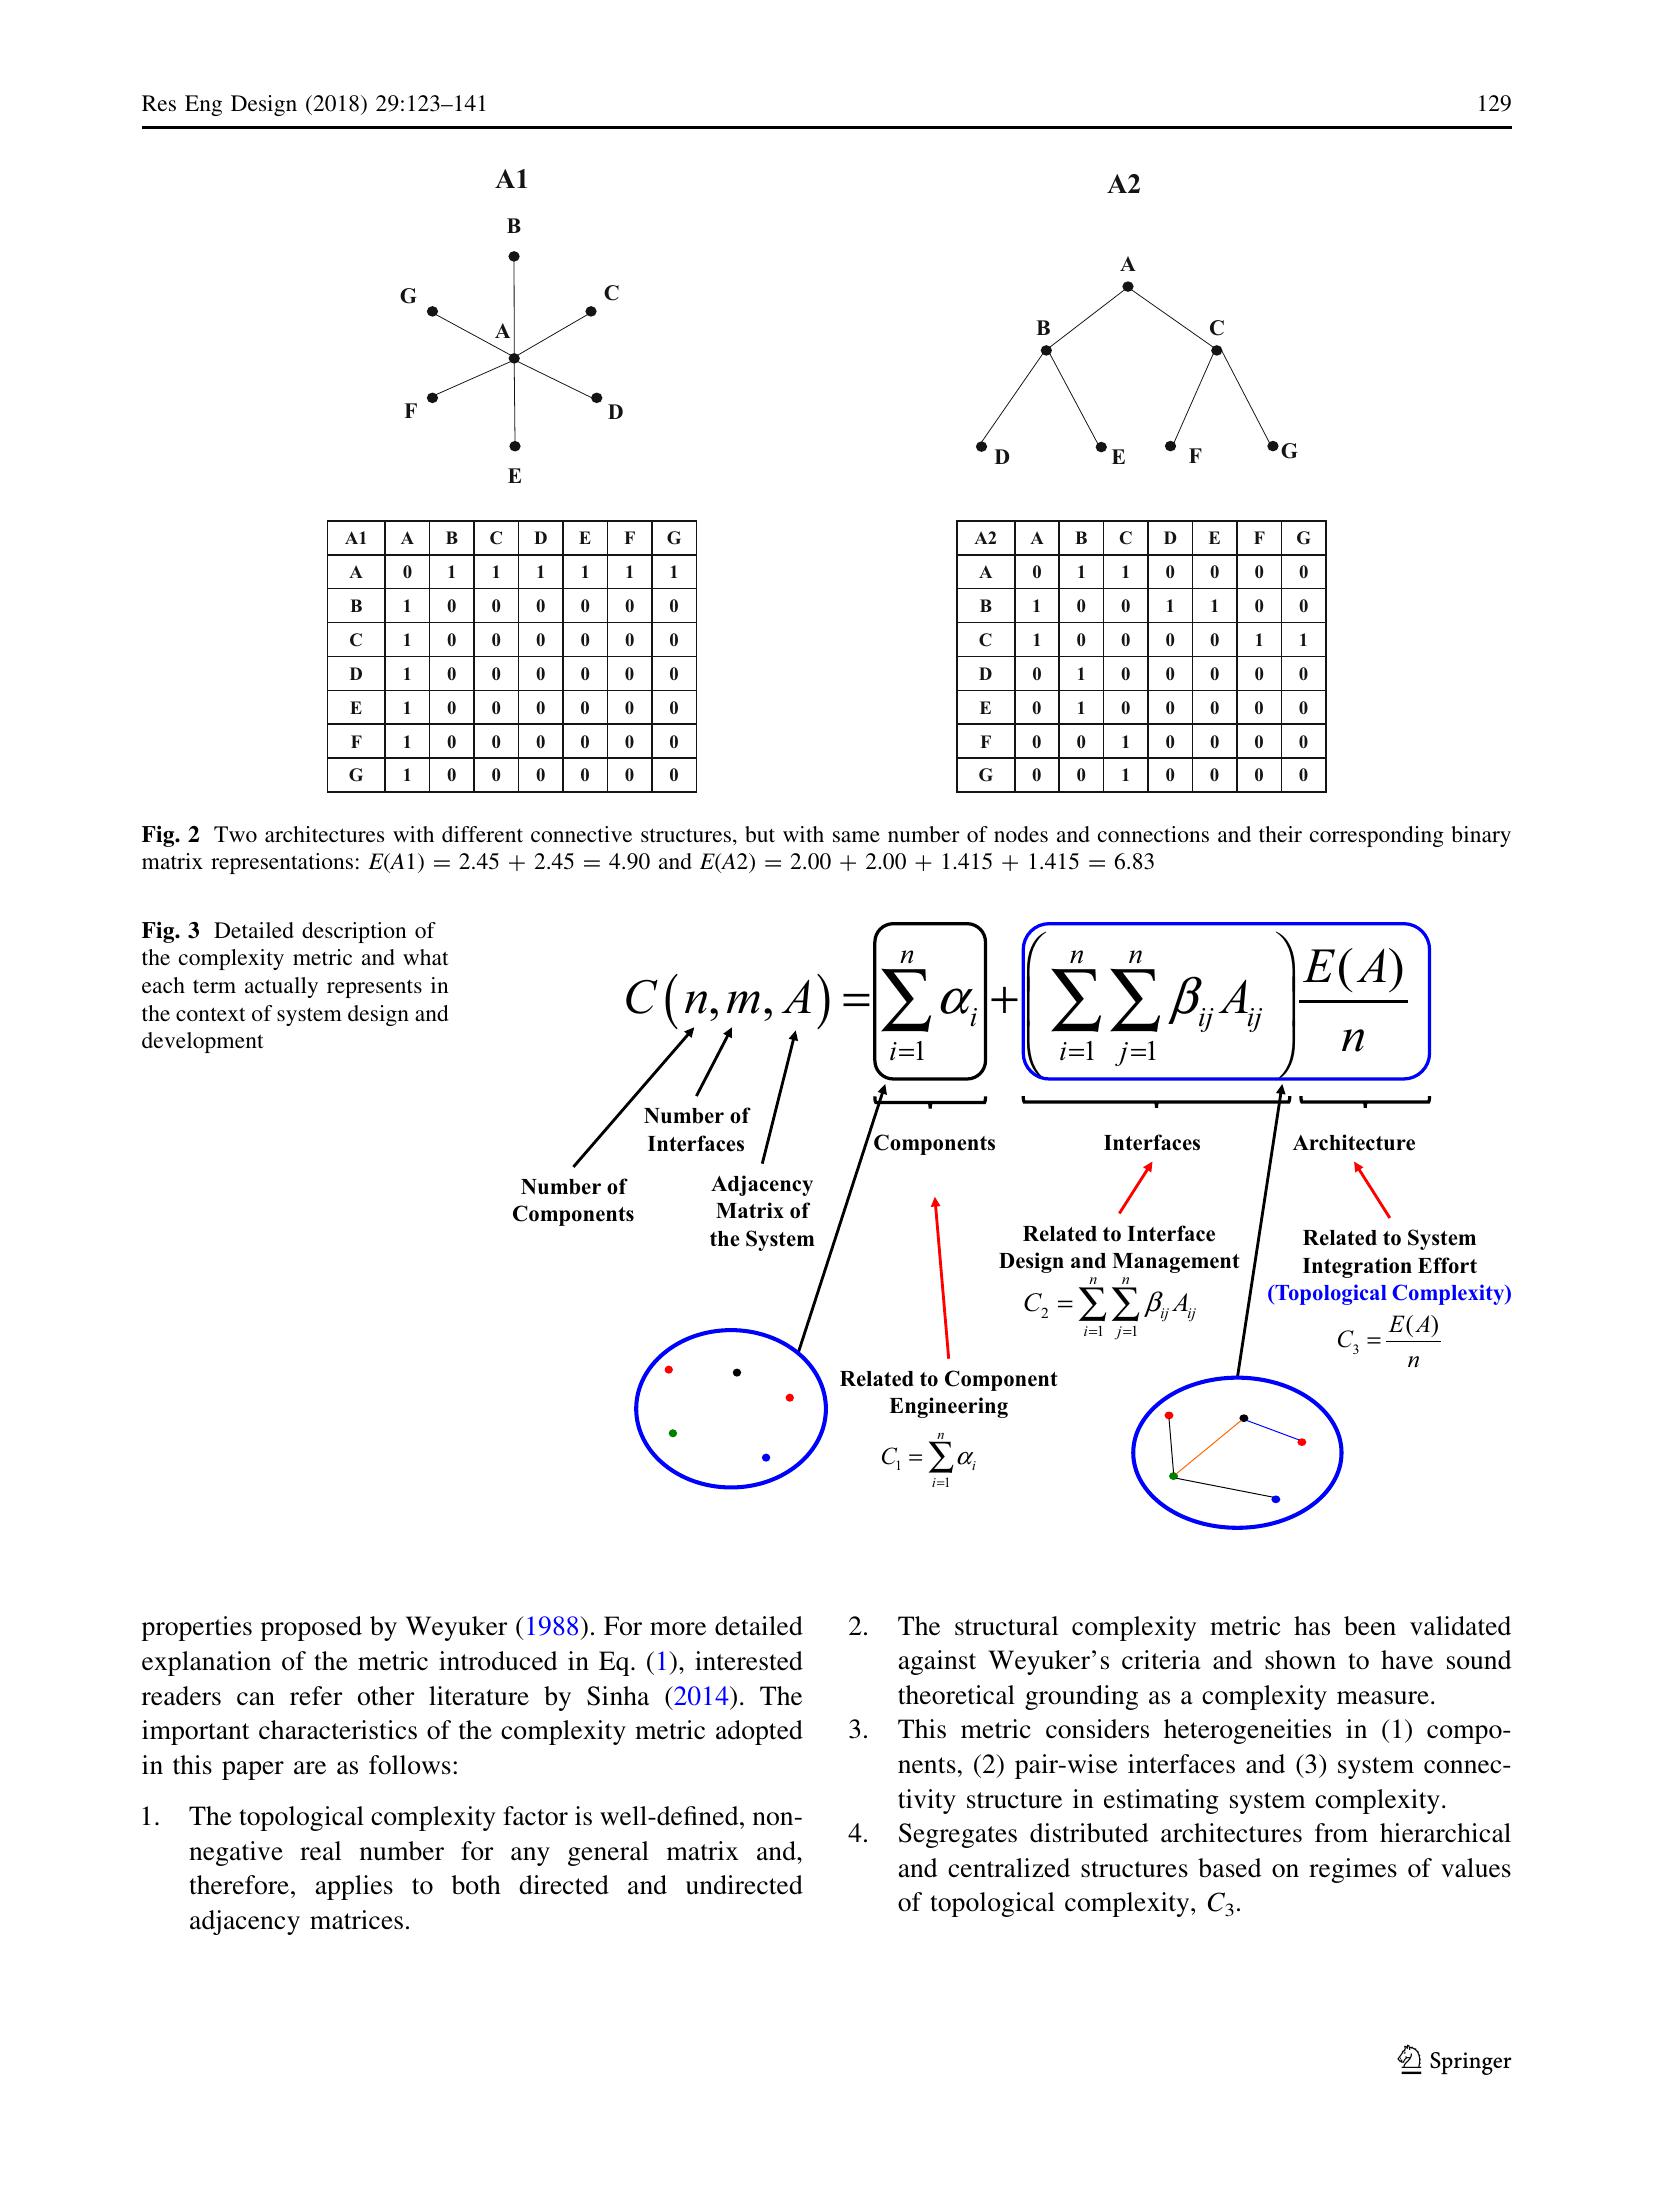 Res Eng Design (2018) 29:123–141
129
A1
B
G
C
A
F
D
E
A2
A
B
C
D
E
F
G
A1 A B C D E F G
A 0 1 1 1 1 1 1
B 1 0 0 0 0 0 0
C 1 0 0 0 0 0 0
D 1 0 0 0 0 0 0
E 1 0 0 0 0 0 0
F 1 0 0 0 0 0 0
G 1 0 0 0 0 0 0
A2 A B C D E F G
A 0 1 1 0 0 0 0
B 1 0 0 1 1 0 0
C 1 0 0 0 0 1 1
D 0 1 0 0 0 0 0
E 0 1 0 0 0 0 0
F 0 0 1 0 0 0 0
G 0 0 1 0 0 0 0
Fig. 2 Two architectures with different connective structures, but with same number of nodes and connections and their corresponding binary
matrix representations: E(A1) = 2.45 + 2.45 = 4.90 and E(A2) = 2.00 + 2.00 + 1.415 + 1.415 = 6.83
Fig. 3 Detailed description of
the complexity metric and what
each term actually represents in
the context of system design and
development
C(n, m, A) = ∑_{i=1}^{n} α_i + (∑_{i=1}^{n} ∑_{j=1}^{n} β_{ij} A_{ij}) E(A)/n
Number of
Components
Number of
Interfaces
Adjacency
Matrix of
the System
Components
Interfaces
Architecture
Related to Component
Engineering
C_1 = ∑_{i=1}^{n} α_i
Related to Interface
Design and Management
C_2 = ∑_{i=1}^{n} ∑_{j=1}^{n} β_{ij} A_{ij}
Related to System
Integration Effort
(Topological Complexity)
C_3 = E(A)/n
properties proposed by Weyuker (1988). For more detailed
explanation of the metric introduced in Eq. (1), interested
readers can refer other literature by Sinha (2014). The
important characteristics of the complexity metric adopted
in this paper are as follows:
1. The topological complexity factor is well-defined, non-
negative real number for any general matrix and,
therefore, applies to both directed and undirected
adjacency matrices.
2. The structural complexity metric has been validated
against Weyuker's criteria and shown to have sound
theoretical grounding as a complexity measure.
3. This metric considers heterogeneities in (1) compo-
nents, (2) pair-wise interfaces and (3) system connec-
tivity structure in estimating system complexity.
4. Segregates distributed architectures from hierarchical
and centralized structures based on regimes of values
of topological complexity, C_3.
Springer